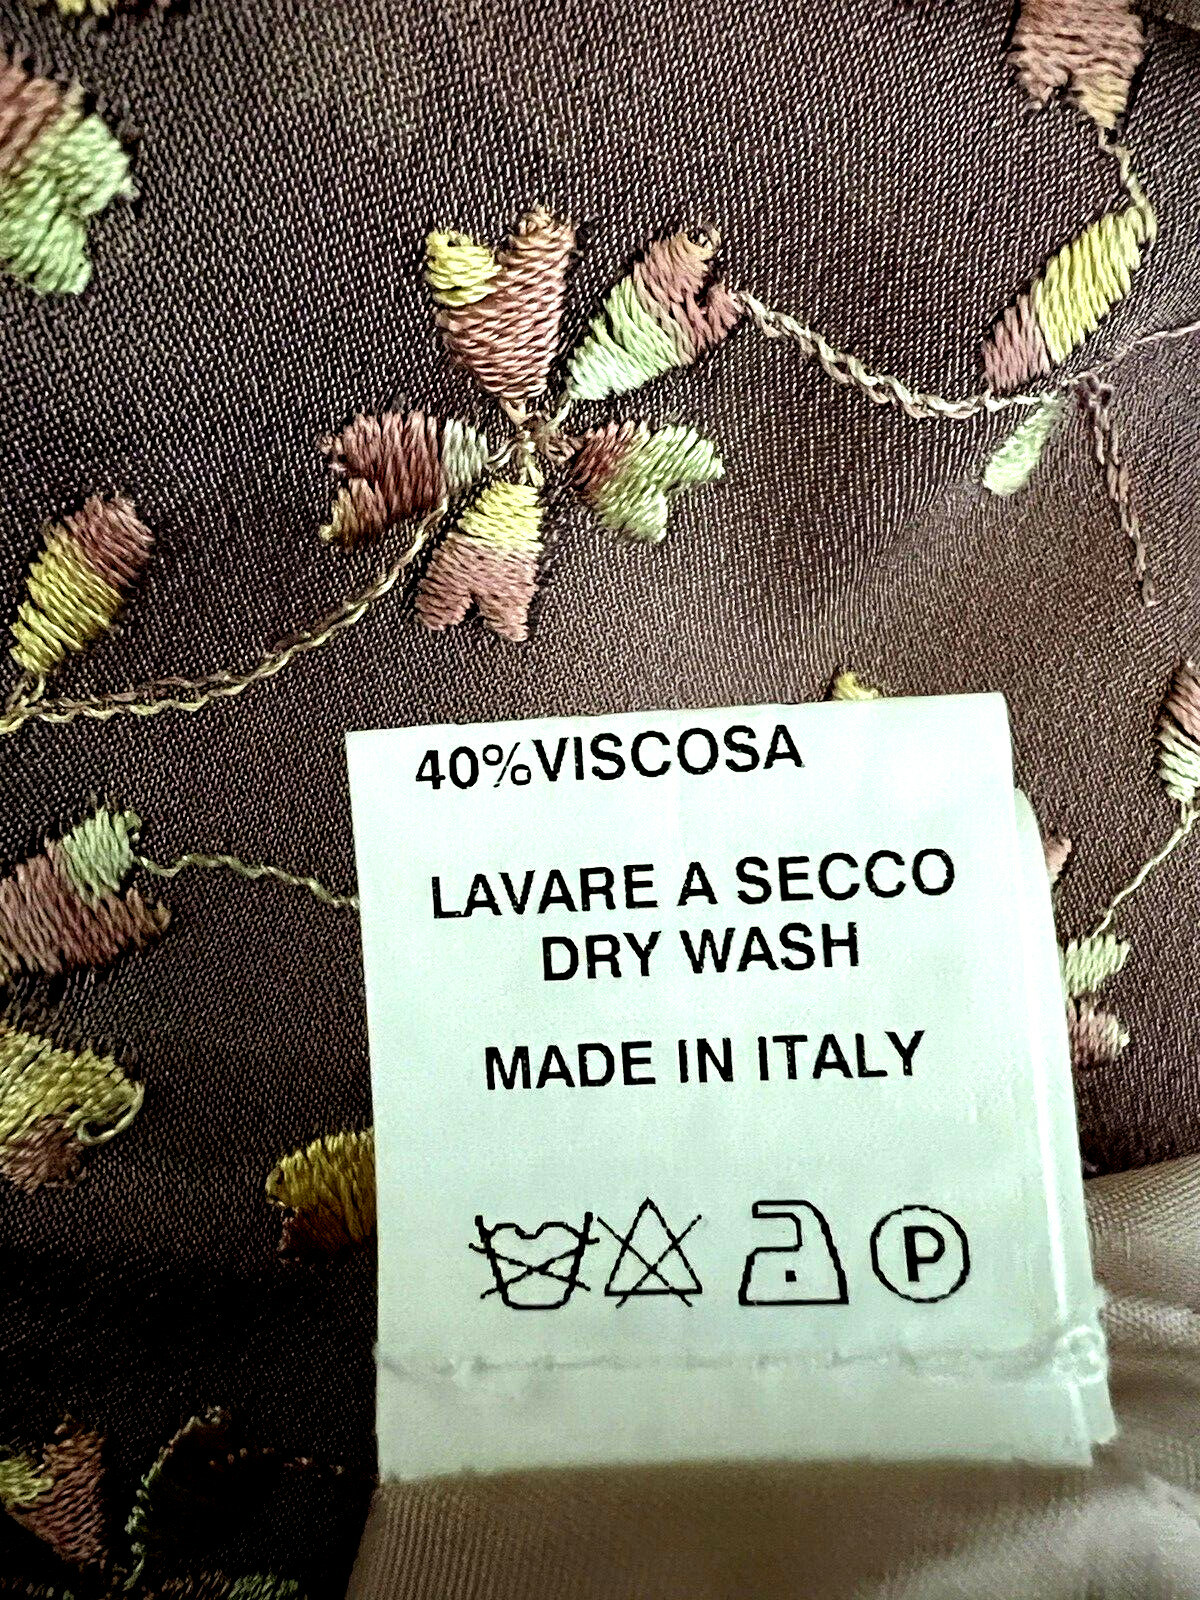 40%VISCOSA
LAVARE A SECCO
DRY WASH
MADE IN ITALY
P